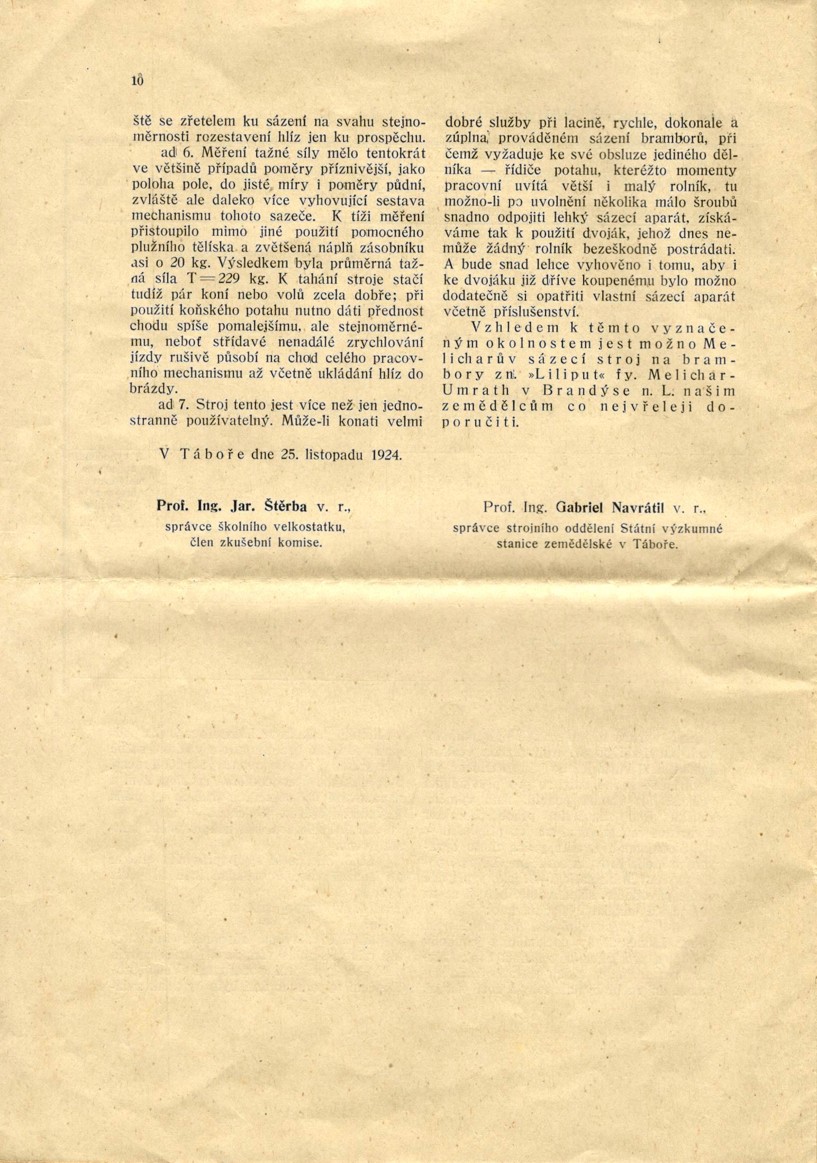 10
ště se zřetelem ku sázení na svahu stejno-
měrnosti rozestavení hlíz jen ku prospěchu.
ad 6. Měření tažné síly mělo tentokrát
ve většině případů poměry příznivější, jako
poloha pole, do jisté, míry i poměry půdní,
zvláště ale daleko více vyhovující sestava
mechanismu tohoto sazeče. K tíži měření
přistoupilo mimo jiné použití pomocného
plužního tělíska a zvětšená náplň zásobníku
asi o 20 kg. Výsledkem byla průměrná taž-
ná síla T=229 kg. K tahání stroje stačí
tudíž pár koní nebo volů zcela dobře; při
použití koňského potahu nutno dáti přednost
chodu spíše pomalejšímu, ale stejnoměrné-
mu, neboť střídavé nenadálé zrychlování
jízdy rušivě působí na chod celého pracov-
ního mechanismu až včetně ukládání hlíz do
brázdy.
ad 7. Stroj tento jest více než jen jedno-
stranně používatelný. Může-li konati velmi
dobré služby při lacině, rychle, dokonale a
zúplna, prováděném sázení bramborů, při
čemž vyžaduje ke své obsluze jediného děl-
níka — řídiče potahu, kteréžto momenty
pracovní uvítá větší i malý rolník, tu
možno-li po uvolnění několika málo šroubů
snadno odpojiti lehký sázecí aparát, získá-
váme tak k použití dvoják, jehož dnes ne-
může žádný rolník bezeškodně postrádati.
A bude snad lehce vyhověno i tomu, aby i
ke dvojáku již dříve koupenému bylo možno
dodatečně si opatřiti vlastní sázecí aparát
včetně příslušenství.
Vzhledem k těmto vyznače-
ným okolnostem jest možno Me-
licharův sázecí stroj na bram-
bory zn. »Liliput« fy. Melichar-
Umrath v Brandýse n. L. našim
zemědělcům co nejvřeleji do-
poručiti.
V Táboře dne 25. listopadu 1924.
Prof. Ing. Jar. Štěrba v. r.,
správce školního velkostatku,
člen zkušební komise.
Prof. Ing. Gabriel Navrátil v. r.,
správce strojního oddělení Státní výzkumné
stanice zemědělské v Táboře.